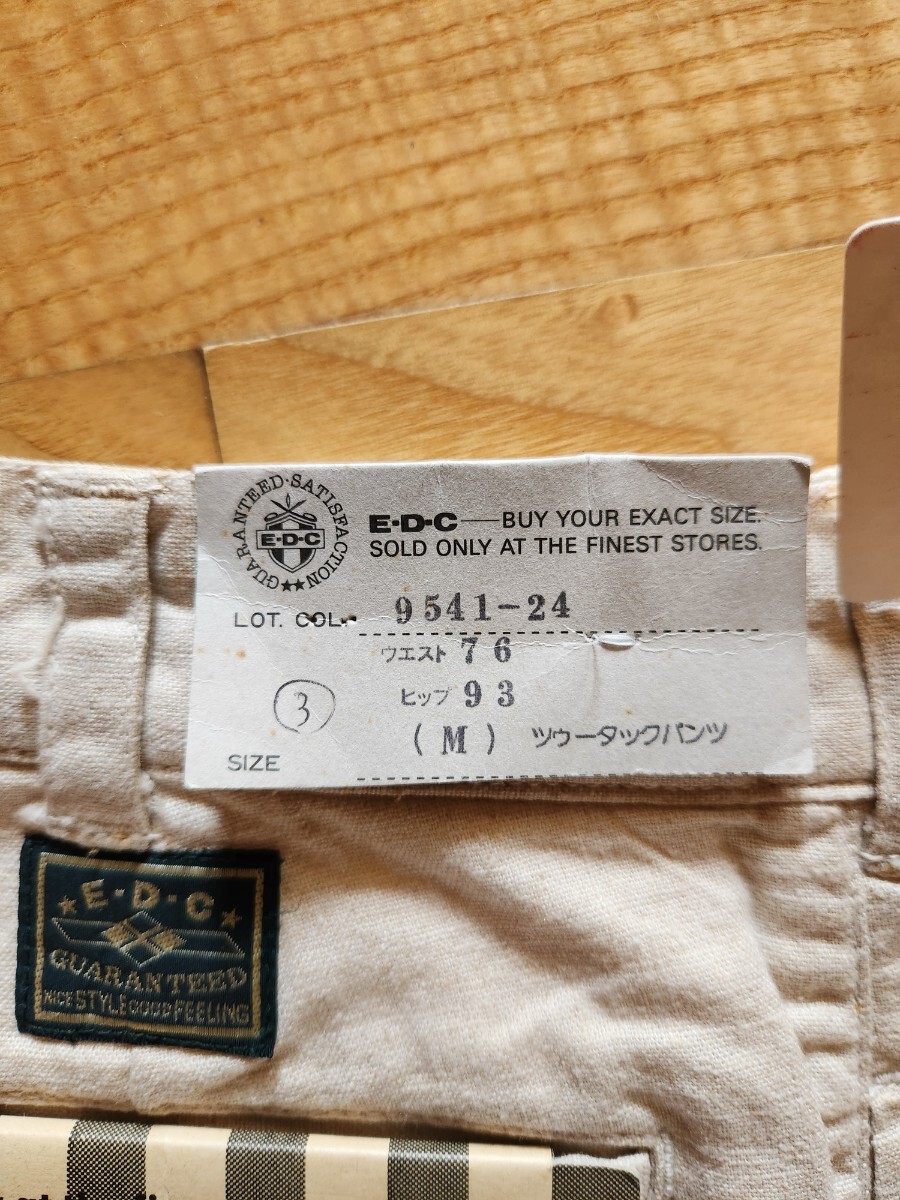 GUARANTEED·SATISFACTION
E·D·C
E·D·C—BUY YOUR EXACT SIZE.
SOLD ONLY AT THE FINEST STORES.
LOT. COL. 9541-24
ウエスト 76
ヒップ 93
③
(M) ツゥータックパンツ
SIZE
E·D·C
GUARANTEED
NICE STYLE GOOD FEELING